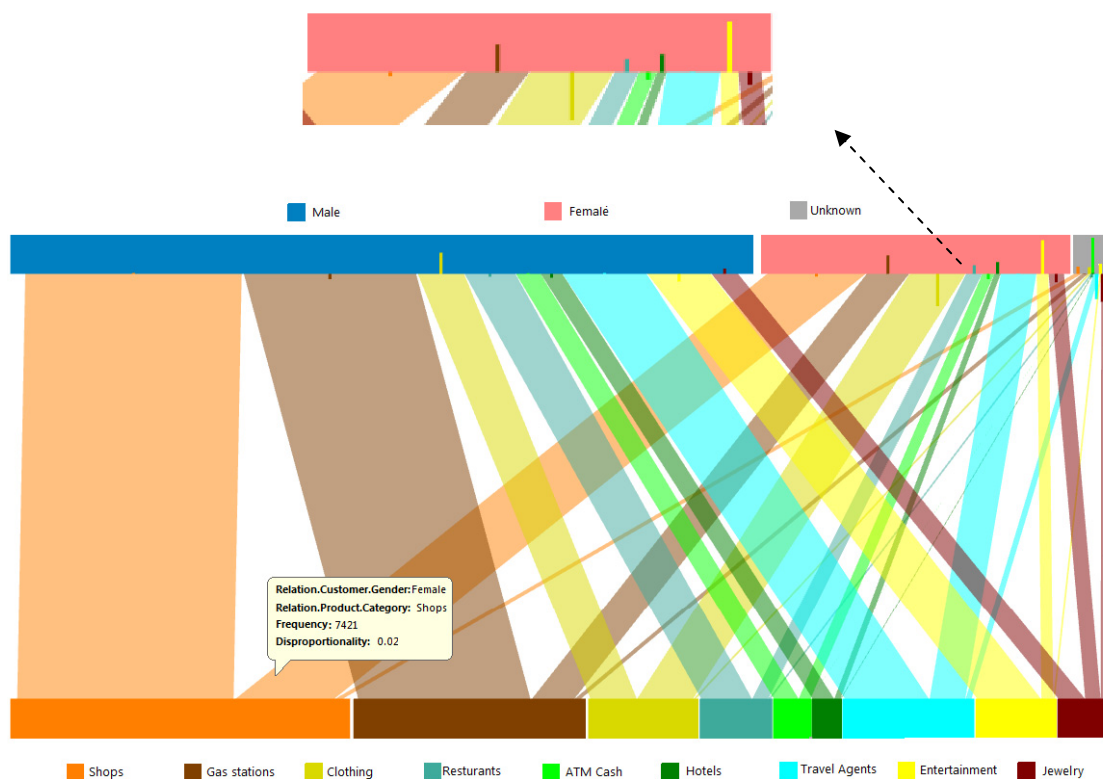 Male
Female
Unknown
Relation.Customer.Gender:Female
Relation.Product.Category: Shops
Frequency: 7421
Disproportionality: 0.02
Shops
Gas stations
Clothing
Resturants
ATM Cash
Hotels
Travel Agents
Entertainment
Jewelry